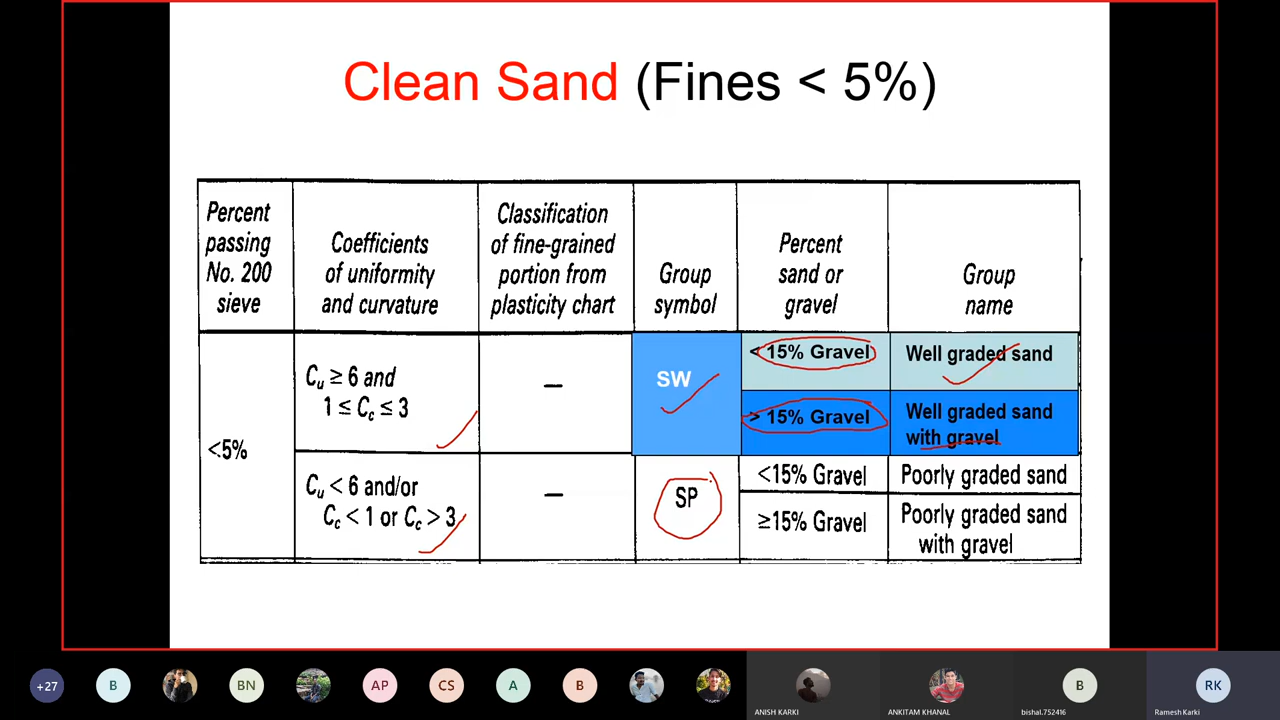 Clean Sand (Fines < 5%)
Percent
passing
No. 200
sieve
Coefficients
of uniformity
and curvature
Classification
of fine-grained
portion from
plasticity chart
Group
symbol
Percent
sand or
gravel
Group
name
<5%
Cu ≥ 6 and
1 ≤ Cc ≤ 3
—
SW
< 15% Gravel
Well graded sand
> 15% Gravel
Well graded sand
with gravel
Cu < 6 and/or
Cc < 1 or Cc > 3
—
SP
<15% Gravel
Poorly graded sand
≥15% Gravel
Poorly graded sand
with gravel
+27
B
BN
AP
CS
A
B
B
RK
ANISH KARKI
ANKITAM KHANAL
bishal.752416
Ramesh Karki